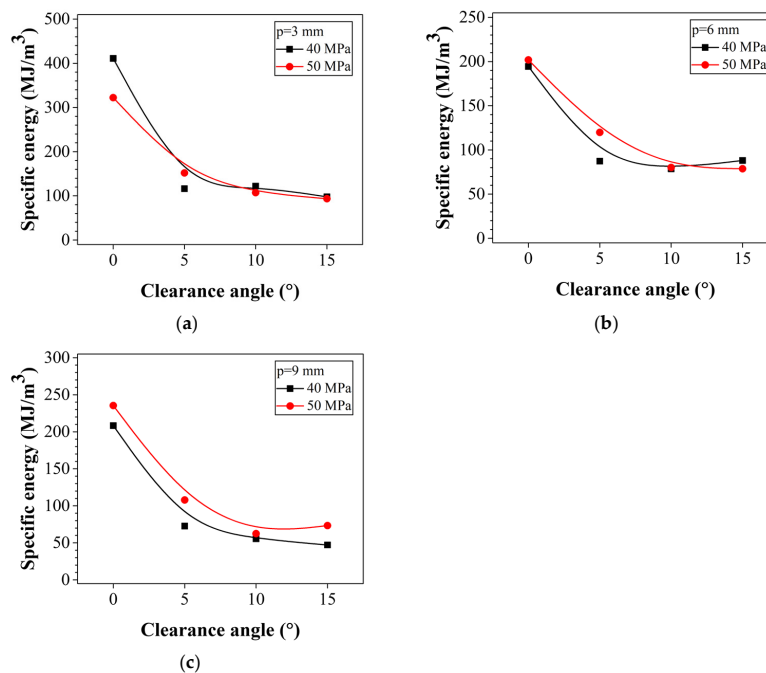 p=3 mm
40 MPa
50 MPa
Specific energy (MJ/m³)
500
400
300
200
100
0
0 5 10 15
Clearance angle (°)
(a)
p=6 mm
40 MPa
50 MPa
Specific energy (MJ/m³)
250
200
150
100
50
0
0 5 10 15
Clearance angle (°)
(b)
p=9 mm
40 MPa
50 MPa
Specific energy (MJ/m³)
300
250
200
150
100
50
0
0 5 10 15
Clearance angle (°)
(c)